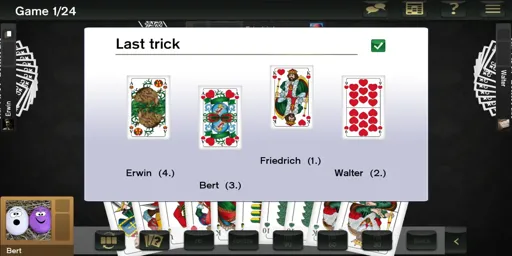 Game 1/24
Last trick
Erwin (4.)
Bert (3.)
Friedrich (1.)
Walter (2.)
Erwin
Walter
Bert